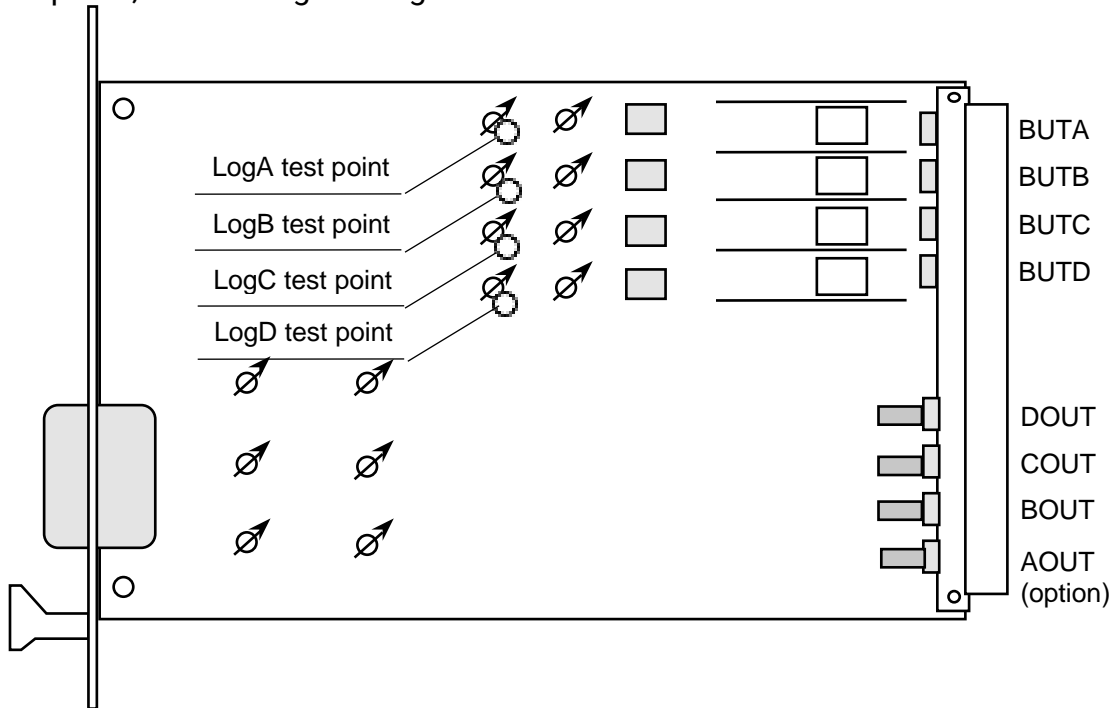 LogA test point
LogB test point
LogC test point
LogD test point
BUTA
BUTB
BUTC
BUTD
DOUT
COUT
BOUT
AOUT
(option)